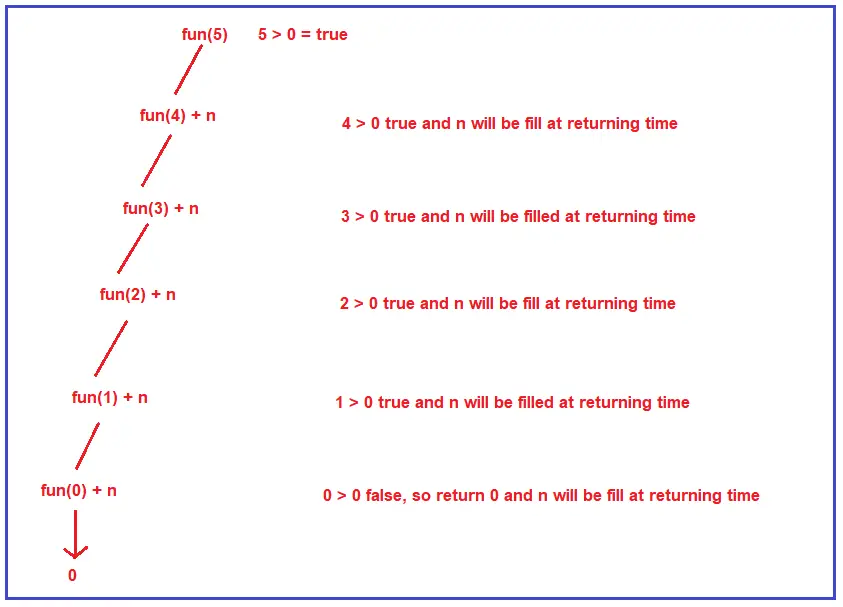 fun(5) 5 > 0 = true
fun(4) + n 4 > 0 true and n will be fill at returning time
fun(3) + n 3 > 0 true and n will be filled at returning time
fun(2) + n 2 > 0 true and n will be fill at returning time
fun(1) + n 1 > 0 true and n will be filled at returning time
fun(0) + n 0 > 0 false, so return 0 and n will be fill at returning time
0